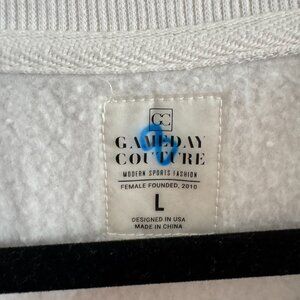 GC
GAMEDAY
COUTURE
MODERN SPORTS FASHION
FEMALE FOUNDED, 2010
L
DESIGNED IN USA
MADE IN CHINA